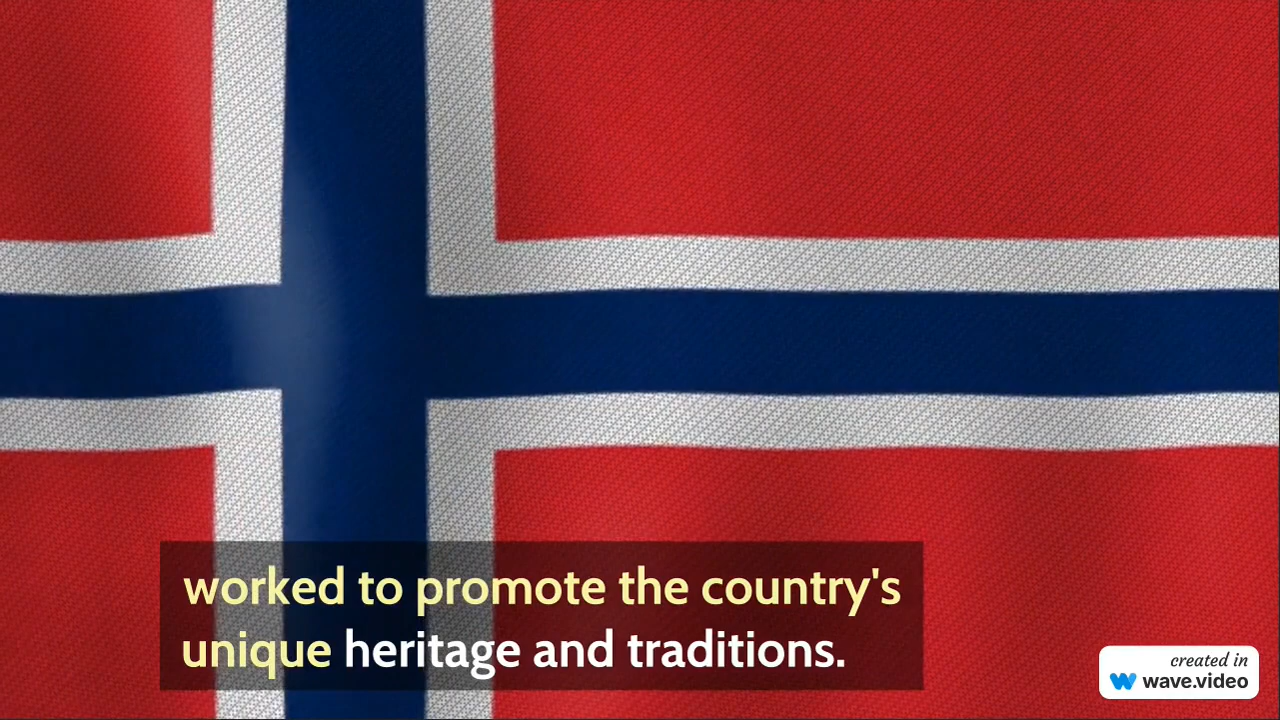 worked to promote the country's
unique heritage and traditions.
created in
wave.video